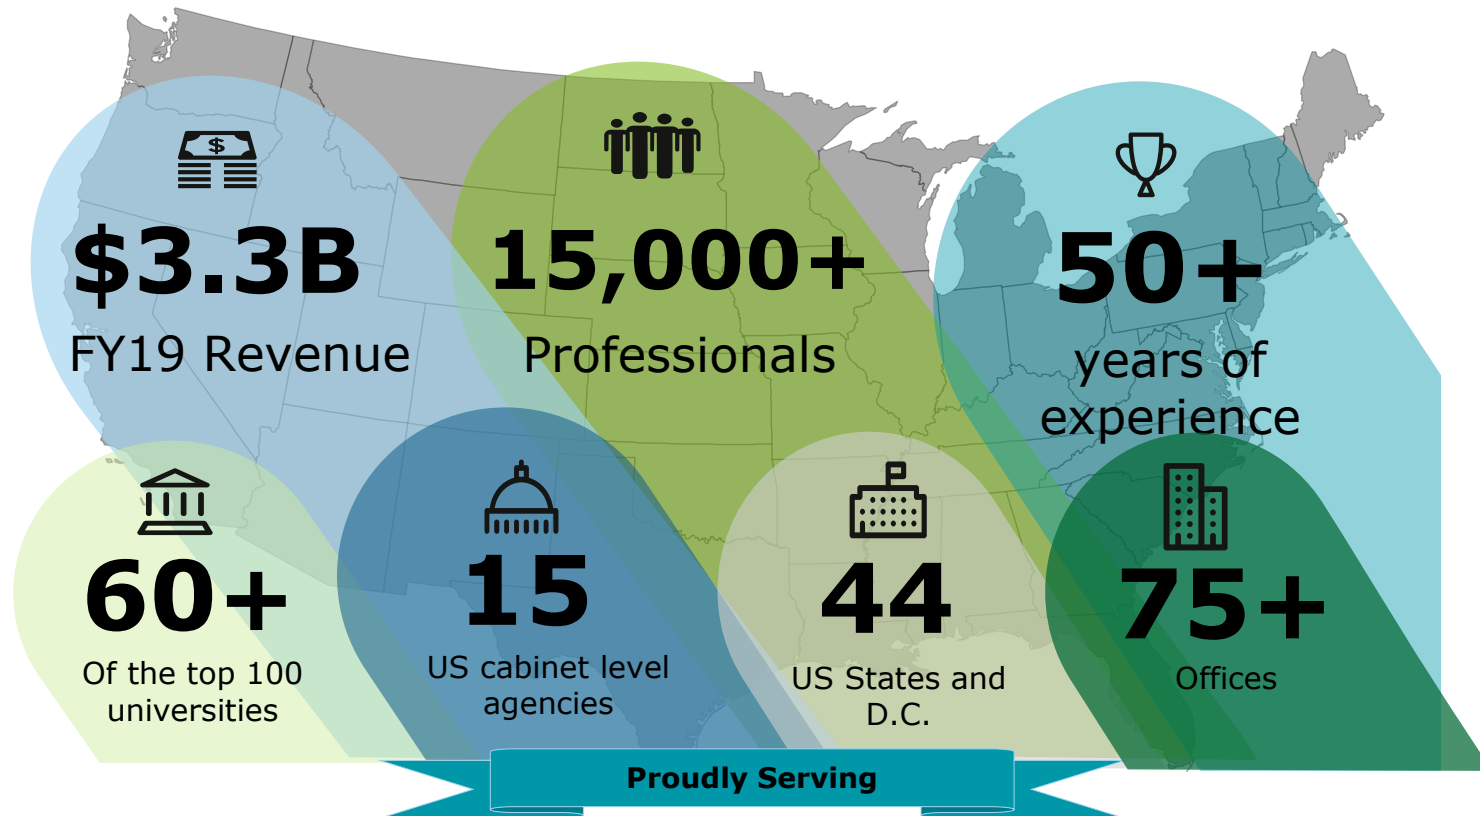 $
$3.3B
FY19 Revenue
15,000+
Professionals
50+
years of
experience
60+
Of the top 100
universities
15
US cabinet level
agencies
44
US States and
D.C.
75+
Offices
Proudly Serving